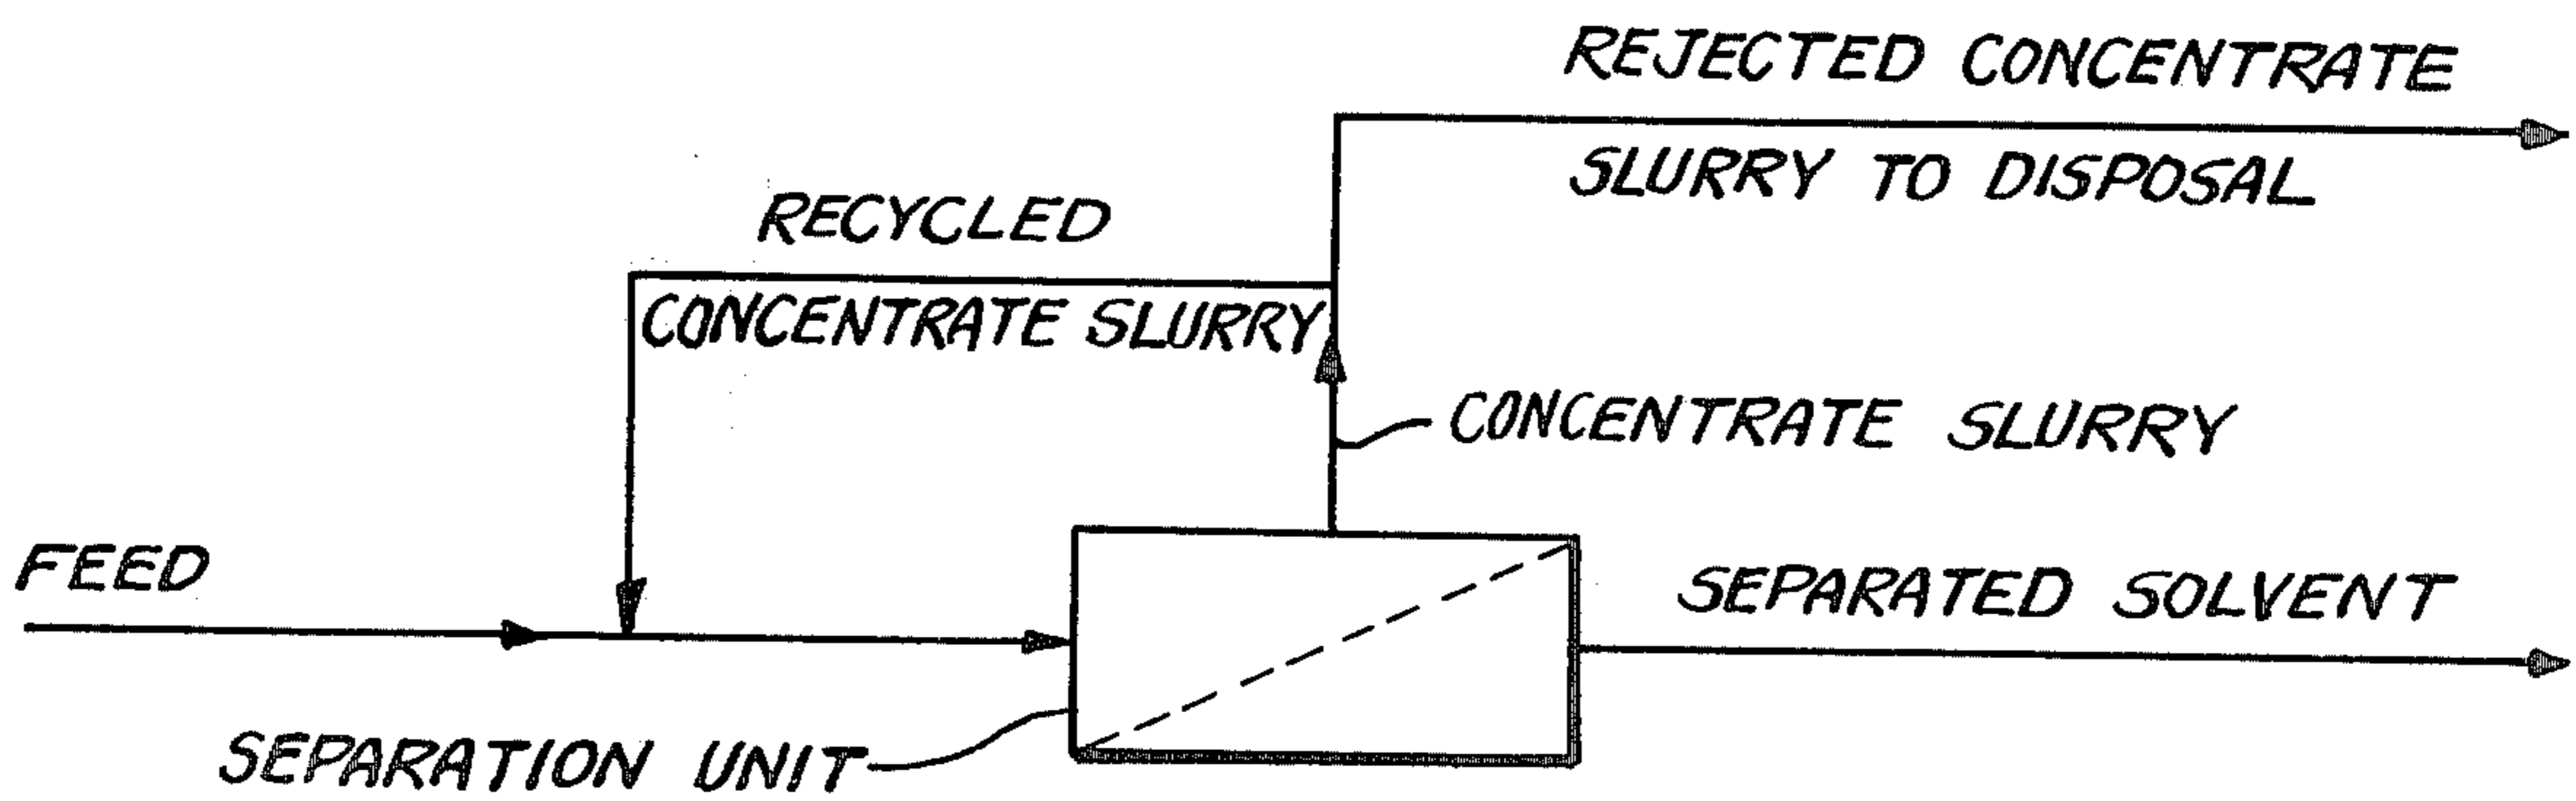 REJECTED CONCENTRATE
SLURRY TO DISPOSAL
RECYCLED
CONCENTRATE SLURRY
CONCENTRATE SLURRY
FEED
SEPARATED SOLVENT
SEPARATION UNIT